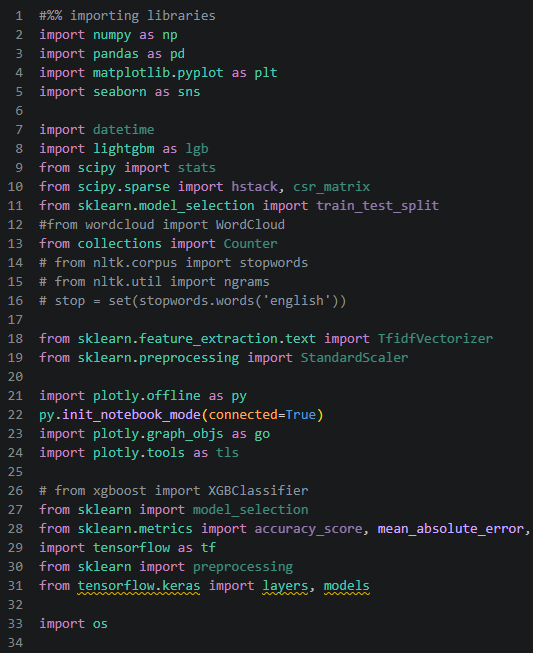 1 #%% importing libraries
2 import numpy as np
3 import pandas as pd
4 import matplotlib.pyplot as plt
5 import seaborn as sns
6
7 import datetime
8 import lightgbm as lgb
9 from scipy import stats
10 from scipy.sparse import hstack, csr_matrix
11 from sklearn.model_selection import train_test_split
12 #from wordcloud import WordCloud
13 from collections import Counter
14 # from nltk.corpus import stopwords
15 # from nltk.util import ngrams
16 # stop = set(stopwords.words('english'))
17
18 from sklearn.feature_extraction.text import TfidfVectorizer
19 from sklearn.preprocessing import StandardScaler
20
21 import plotly.offline as py
22 py.init_notebook_mode(connected=True)
23 import plotly.graph_objs as go
24 import plotly.tools as tls
25
26 # from xgboost import XGBClassifier
27 from sklearn import model_selection
28 from sklearn.metrics import accuracy_score, mean_absolute_error,
29 import tensorflow as tf
30 from sklearn import preprocessing
31 from tensorflow.keras import layers, models
32
33 import os
34